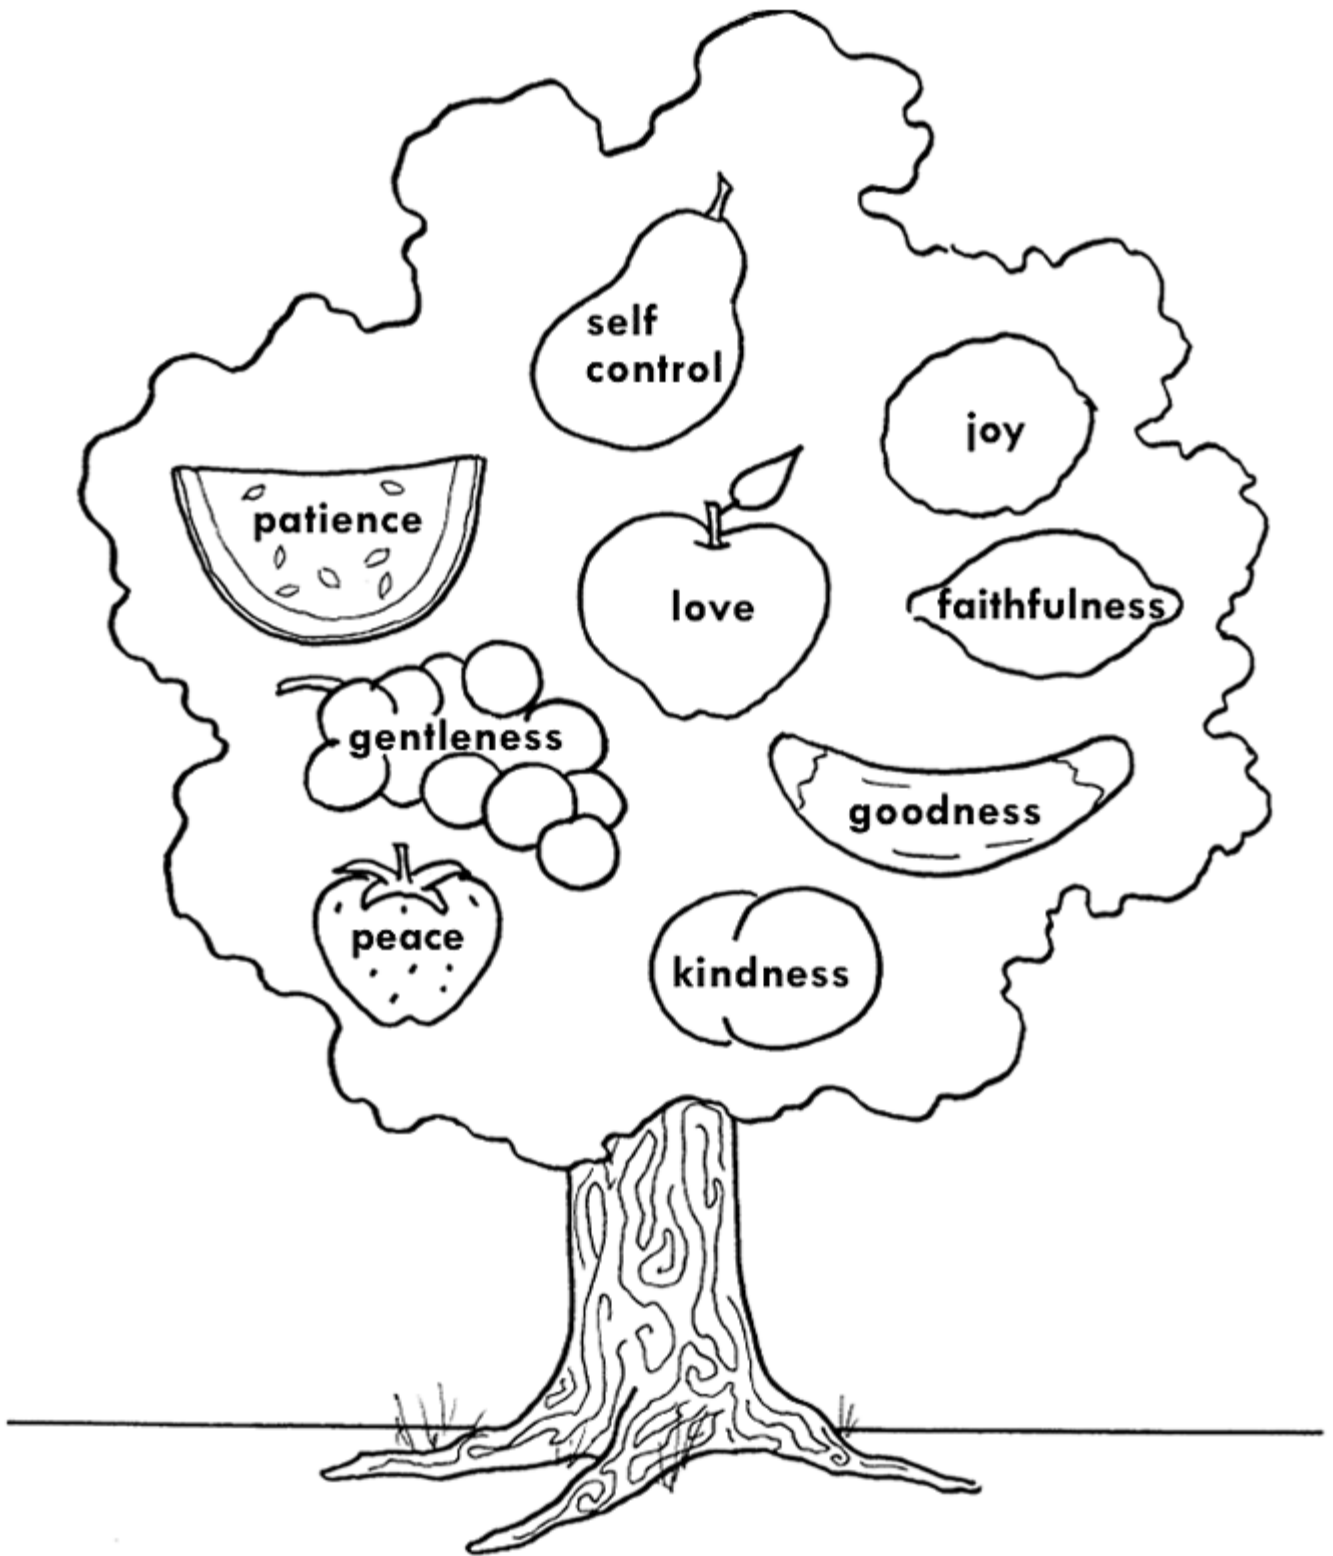 self
control
joy
patience
love
faithfulness
gentleness
goodness
peace
kindness